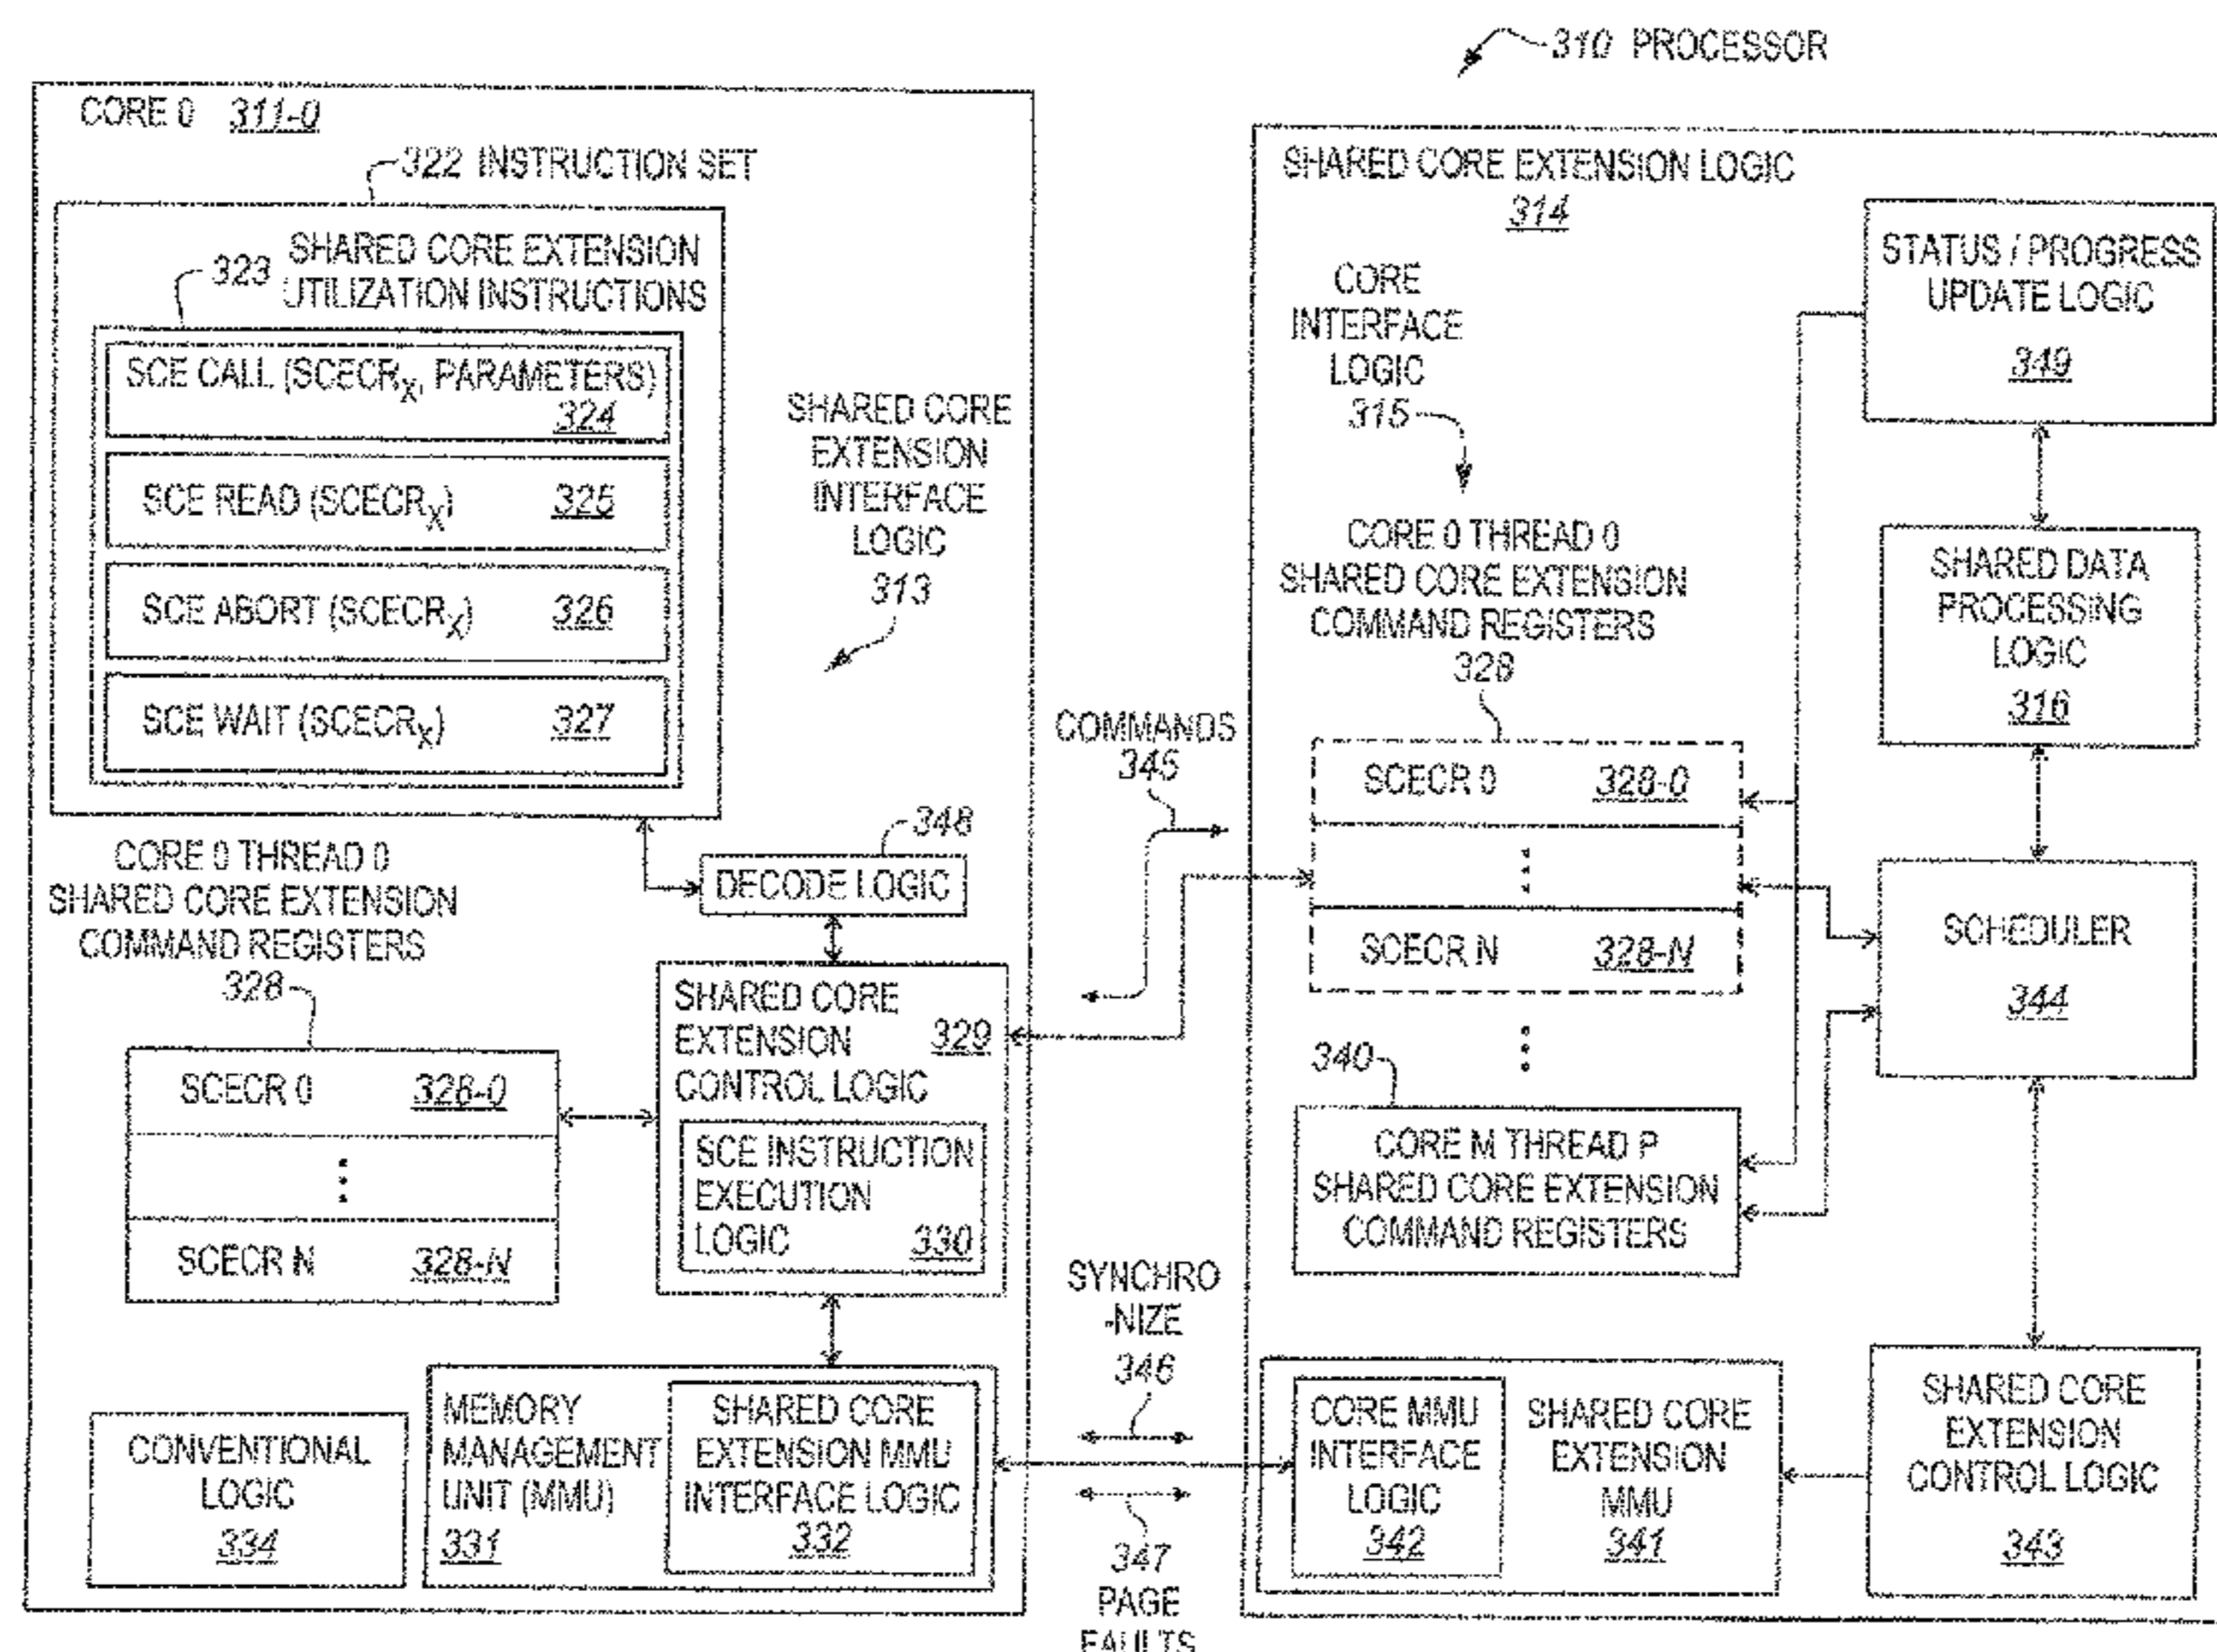 310 PROCESSOR
CORE 0 311-0
322 INSTRUCTION SET
323 SHARED CORE EXTENSION
UTILIZATION INSTRUCTIONS
SCE CALL (SCECRX, PARAMETERS)
324
SCE READ (SCECRX) 325
SCE ABORT (SCECRX) 326
SCE WAIT (SCECRX) 327
SHARED CORE
EXTENSION
INTERFACE
LOGIC
313
348
DECODE LOGIC
CORE 0 THREAD 0
SHARED CORE EXTENSION
COMMAND REGISTERS
328
SCECR 0 328-0
SCECR N 328-N
SHARED CORE
EXTENSION 329
CONTROL LOGIC
SCE INSTRUCTION
EXECUTION
LOGIC 330
CONVENTIONAL
LOGIC
334
MEMORY
MANAGEMENT
UNIT (MMU)
331
SHARED CORE
EXTENSION MMU
INTERFACE LOGIC
332
COMMANDS
345
SYNCHRO
-NIZE
346
347
PAGE
FAULTS
SHARED CORE EXTENSION LOGIC
314
CORE
INTERFACE
LOGIC
315
CORE 0 THREAD 0
SHARED CORE EXTENSION
COMMAND REGISTERS
328
SCECR 0 328-0
SCECR N 328-N
340
CORE M THREAD P
SHARED CORE EXTENSION
COMMAND REGISTERS
CORE MMU
INTERFACE
LOGIC
342
SHARED CORE
EXTENSION
MMU
341
STATUS / PROGRESS
UPDATE LOGIC
349
SHARED DATA
PROCESSING
LOGIC
316
SCHEDULER
344
SHARED CORE
EXTENSION
CONTROL LOGIC
343